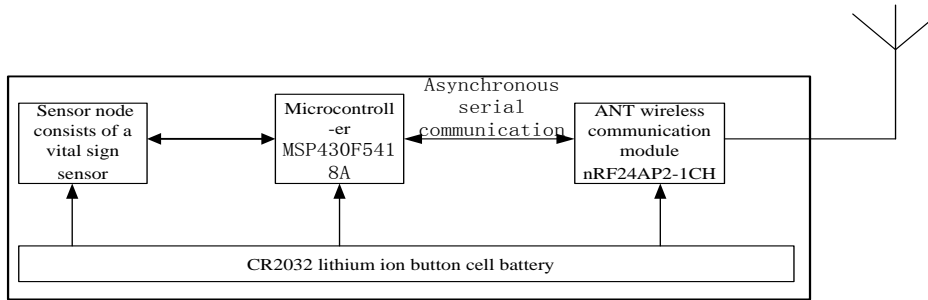 Sensor node
consists of a
vital sign
sensor
Microcontroll
-er
MSP430F541
8A
Asynchronous
serial
communication
ANT wireless
communication
module
nRF24AP2-1CH
CR2032 lithium ion button cell battery